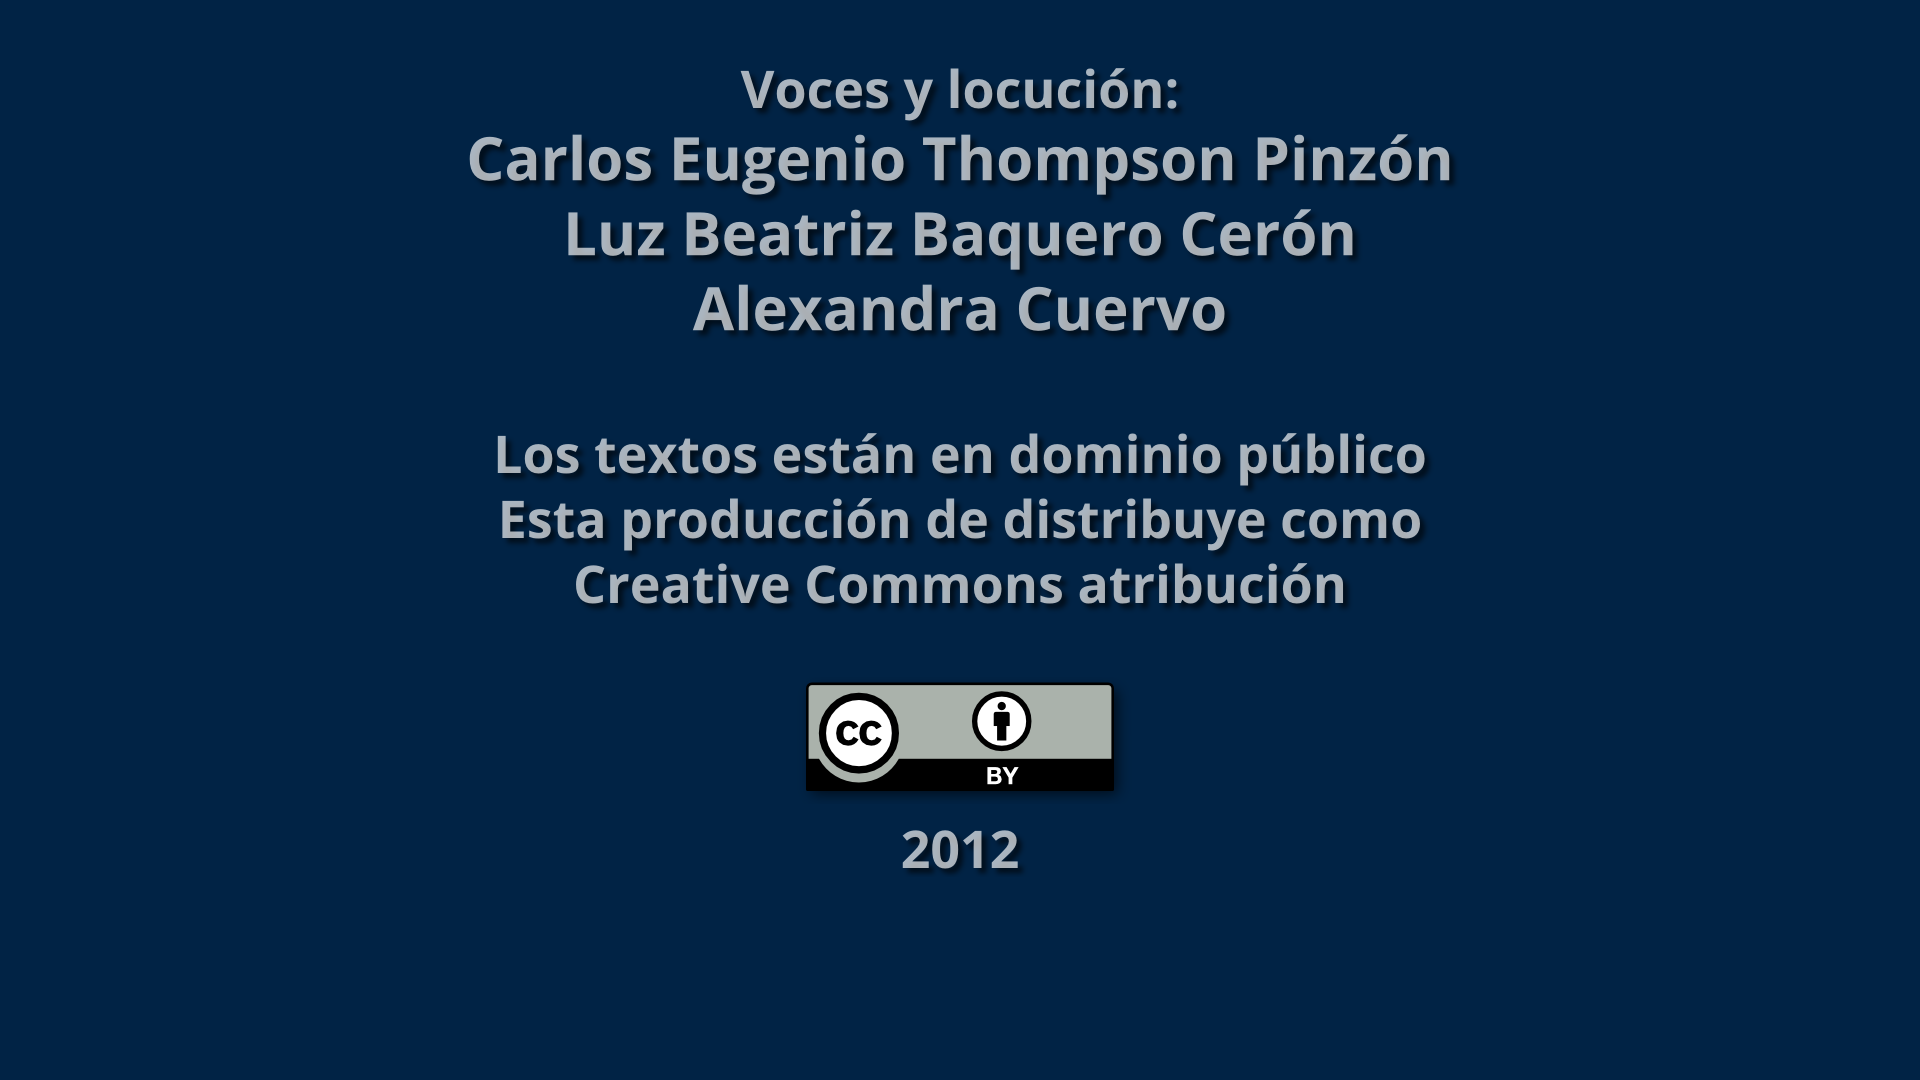 Voces y locución:
Carlos Eugenio Thompson Pinzón
Luz Beatriz Baquero Cerón
Alexandra Cuervo
Los textos están en dominio público
Esta producción de distribuye como
Creative Commons atribución
cc
BY
2012